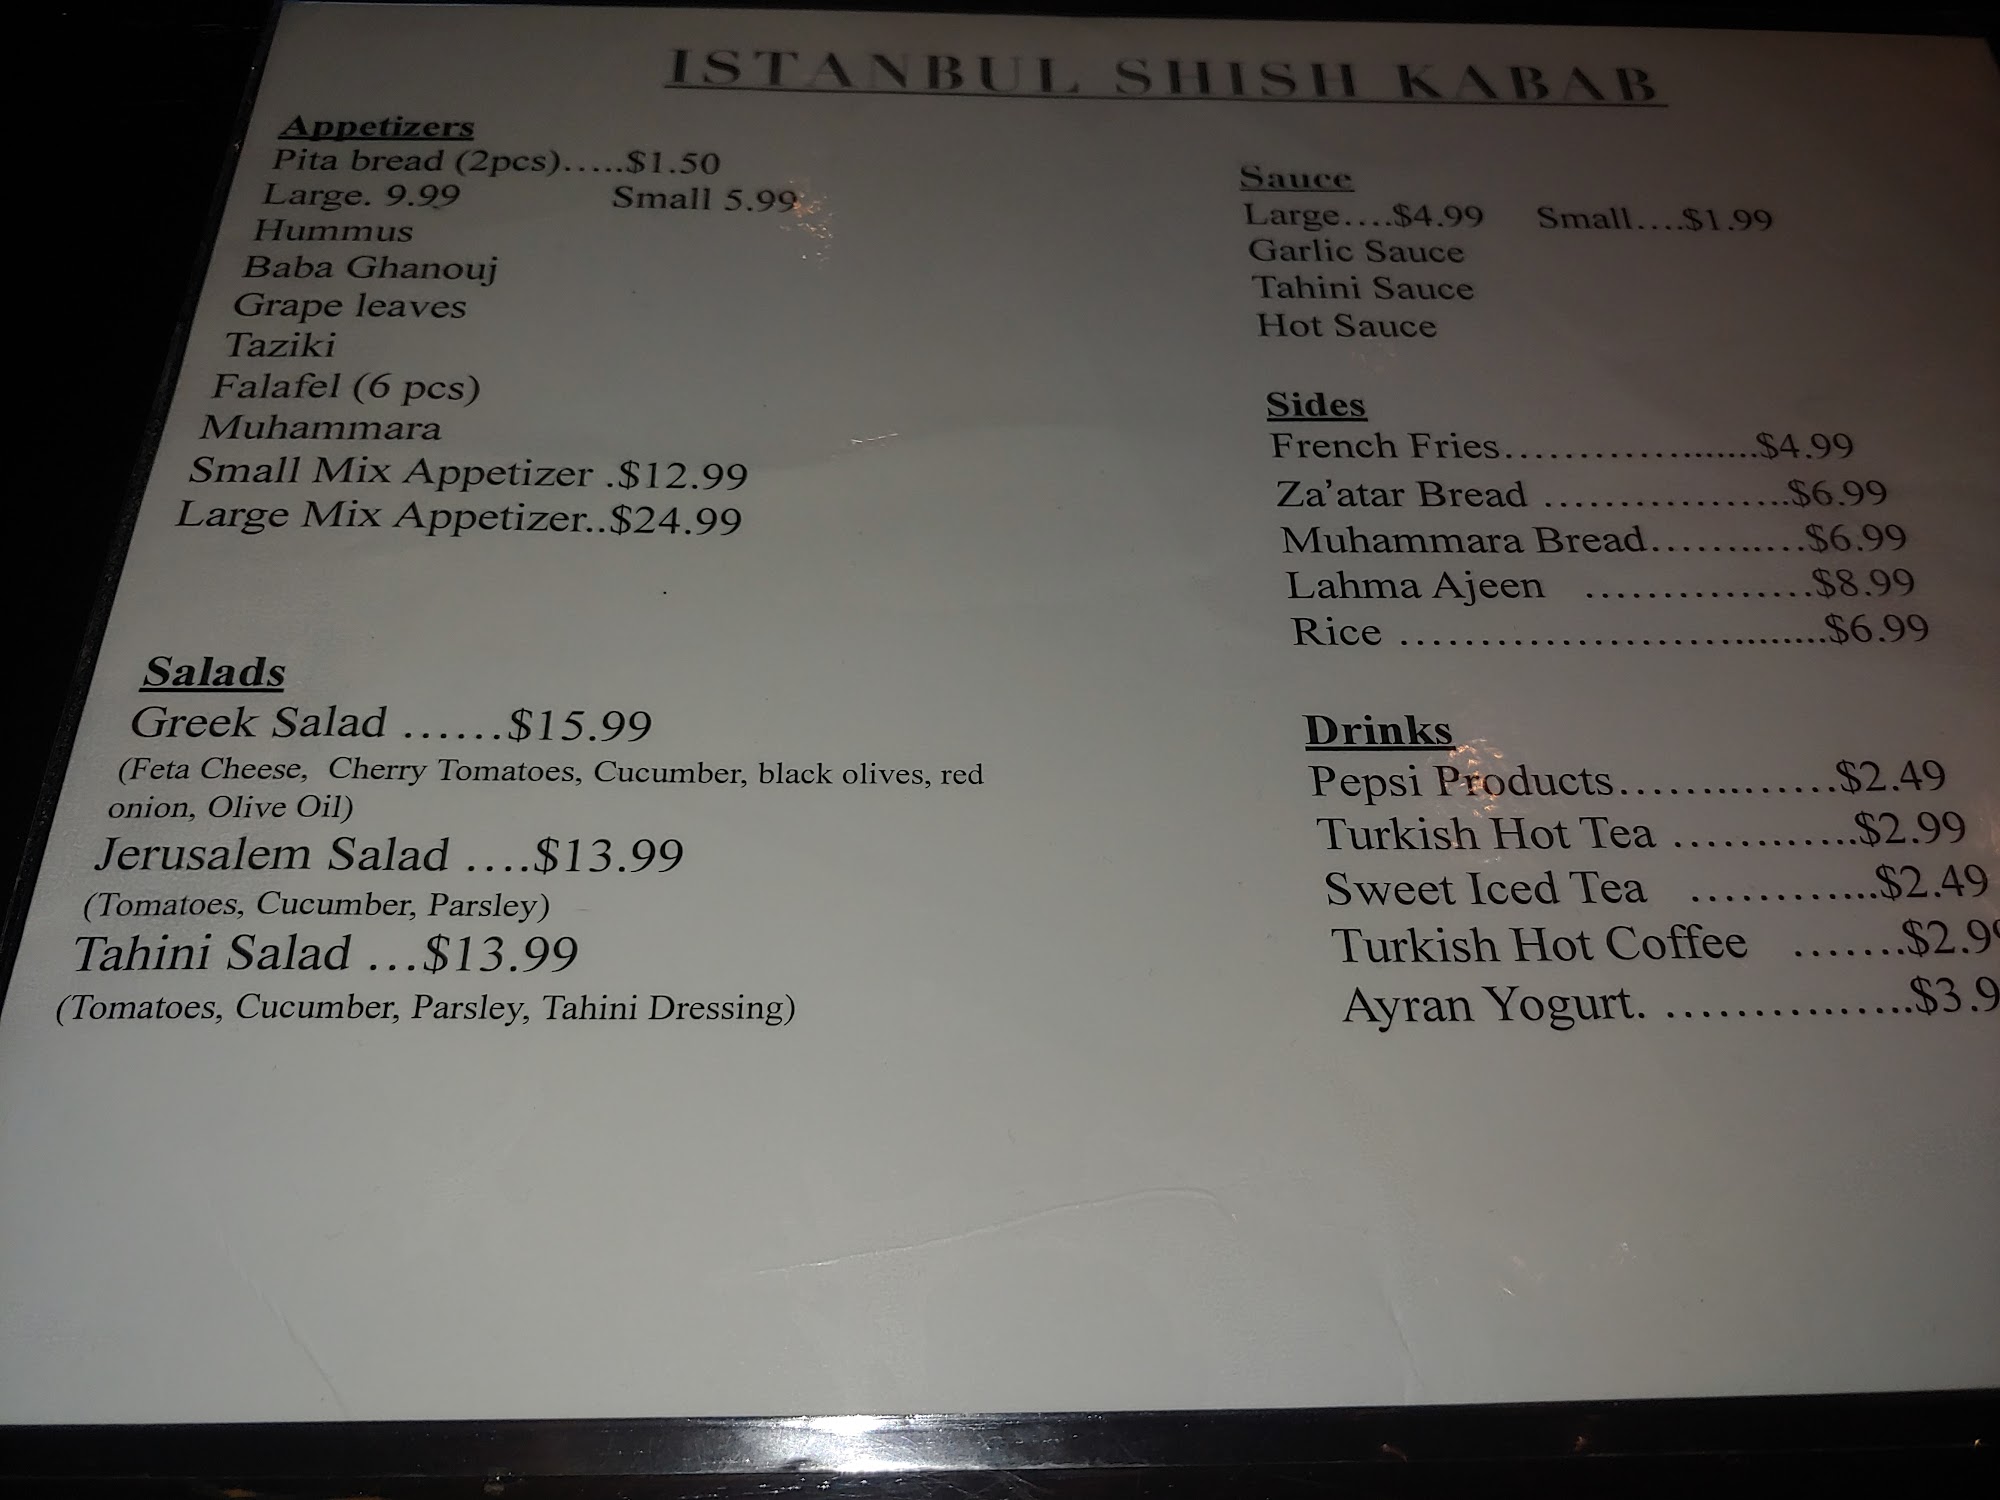 ISTANBUL SHISH KABAB
Appetizers
Pita bread (2pcs).....$1.50
Large. 9.99 Small 5.99
Hummus
Baba Ghanouj
Grape leaves
Taziki
Falafel (6 pcs)
Muhammara
Small Mix Appetizer .$12.99
Large Mix Appetizer..$24.99
Salads
Greek Salad ......$15.99
(Feta Cheese, Cherry Tomatoes, Cucumber, black olives, red
onion, Olive Oil)
Jerusalem Salad ....$13.99
(Tomatoes, Cucumber, Parsley)
Tahini Salad ...$13.99
(Tomatoes, Cucumber, Parsley, Tahini Dressing)
Sauce
Large....$4.99 Small....$1.99
Garlic Sauce
Tahini Sauce
Hot Sauce
Sides
French Fries.......................$4.99
Za’atar Bread ...................$6.99
Muhammara Bread............$6.99
Lahma Ajeen ................$8.99
Rice ...............................$6.99
Drinks
Pepsi Products................$2.49
Turkish Hot Tea ..............$2.99
Sweet Iced Tea .............$2.49
Turkish Hot Coffee .......$2.9
Ayran Yogurt. .................$3.9